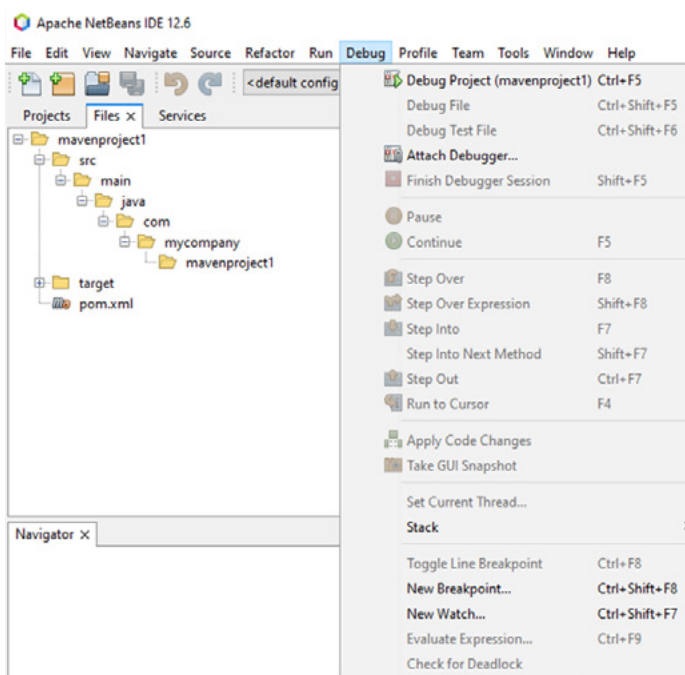 Apache NetBeans IDE 12.6
File Edit View Navigate Source Refactor Run Debug Profile Team Tools Window Help
<default config
Projects Files × Services
mavenproject1
src
main
java
com
mycompany
mavenproject1
target
pom.xml
Navigator ×
Debug Project (mavenproject1) Ctrl+F5
Debug File Ctrl+Shift+F5
Debug Test File Ctrl+Shift+F6
Attach Debugger...
Finish Debugger Session Shift+F5
Pause
Continue F5
Step Over F8
Step Over Expression Shift+F8
Step Into F7
Step Into Next Method Shift+F7
Step Out Ctrl+F7
Run to Cursor F4
Apply Code Changes
Take GUI Snapshot
Set Current Thread...
Stack
Toggle Line Breakpoint Ctrl+F8
New Breakpoint... Ctrl+Shift+F8
New Watch... Ctrl+Shift+F7
Evaluate Expression... Ctrl+F9
Check for Deadlock